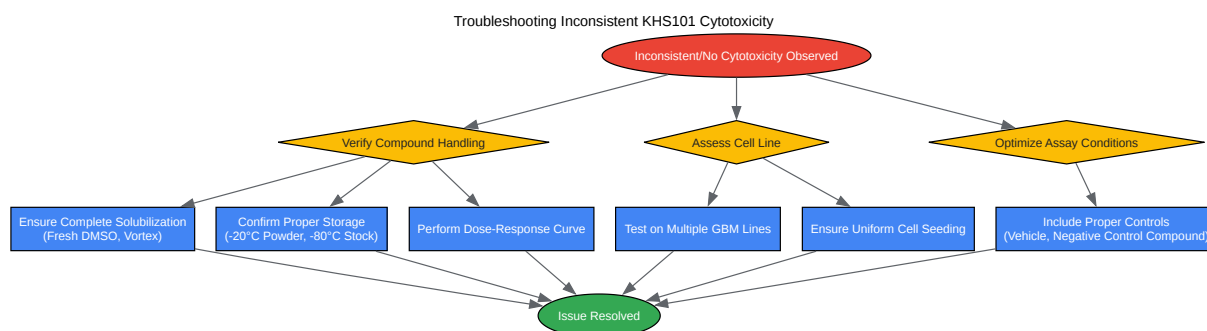 Troubleshooting Inconsistent KHS101 Cytotoxicity
Inconsistent/No Cytotoxicity Observed
Verify Compound Handling
Assess Cell Line
Optimize Assay Conditions
Ensure Complete Solubilization
(Fresh DMSO, Vortex)
Confirm Proper Storage
(-20°C Powder, -80°C Stock)
Perform Dose-Response Curve
Test on Multiple GBM Lines
Ensure Uniform Cell Seeding
Include Proper Controls
(Vehicle, Negative Control Compound)
Issue Resolved